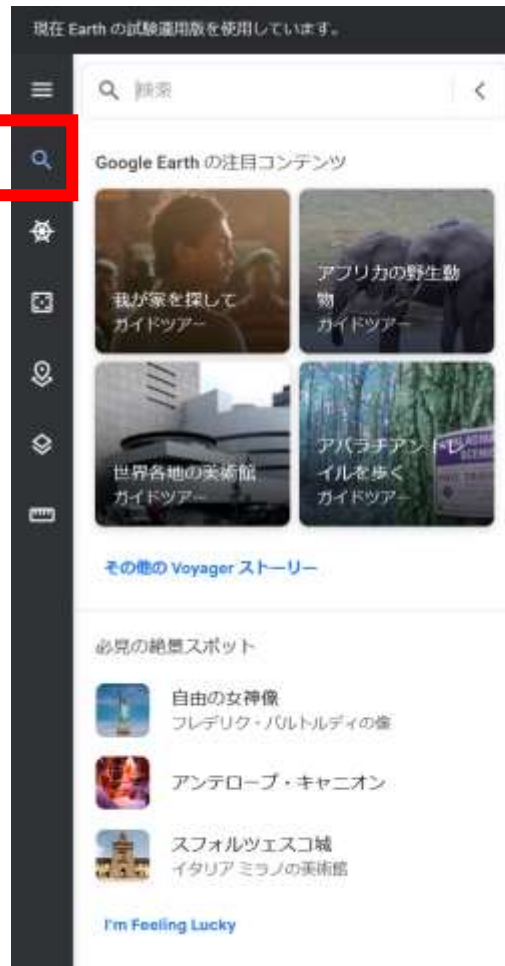 現在 Earth の試験運用版を使用しています。
検索
Google Earth の注目コンテンツ
我が家を探して
ガイドツアー
アフリカの野生動
物
ガイドツアー
世界各地の美術館
ガイドツアー
アパラチアン トレ
イルを歩く
ガイドツアー
その他の Voyager ストーリー
必見の絶景スポット
自由の女神像
フレデリク・バルトルディの像
アンテロープ・キャニオン
スフォルツェスコ城
イタリア ミラノの美術館
I'm Feeling Lucky